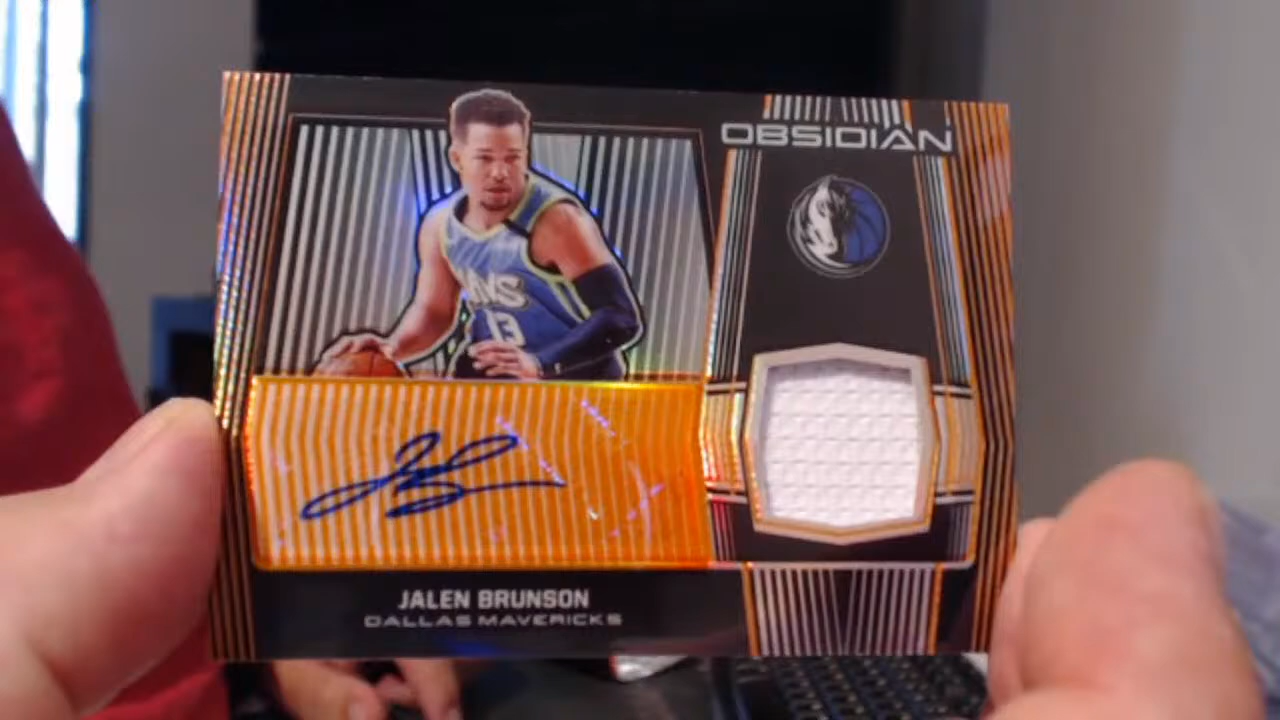 OBSIDIAN
MAVS
13
JALEN BRUNSON
DALLAS MAVERICKS